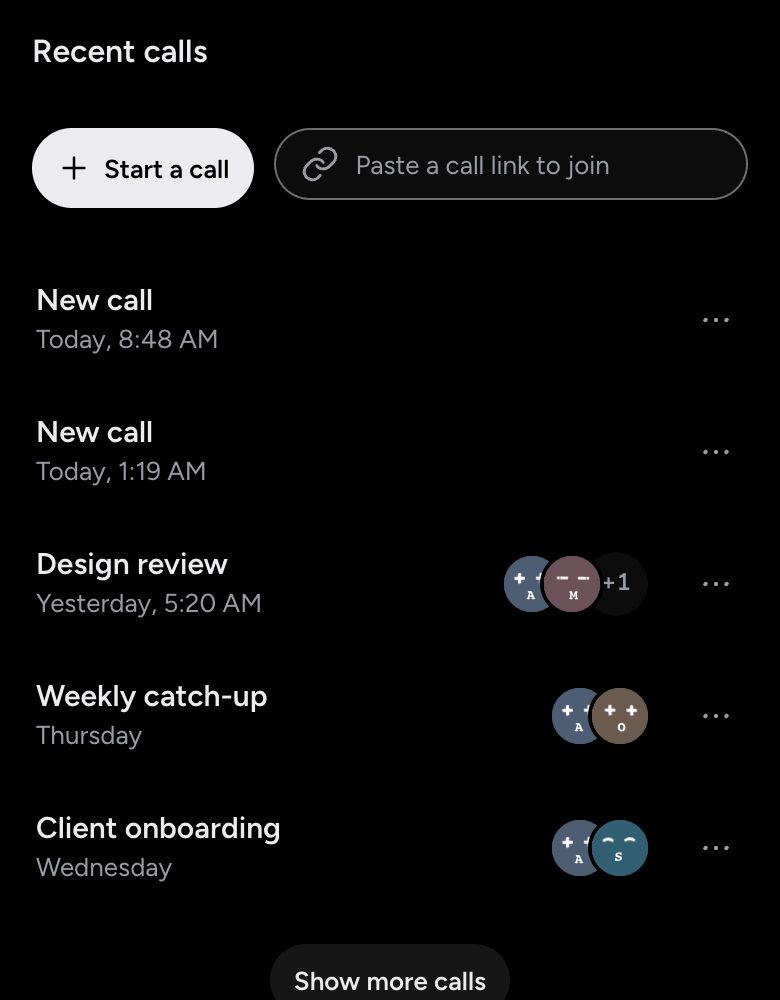 Recent calls
Start a call
Paste a call link to join
New call
Today, 8:48 AM
New call
Today, 1:19 AM
Design review
Yesterday, 5:20 AM
A M +1
Weekly catch-up
Thursday
A O
Client onboarding
Wednesday
A S
Show more calls